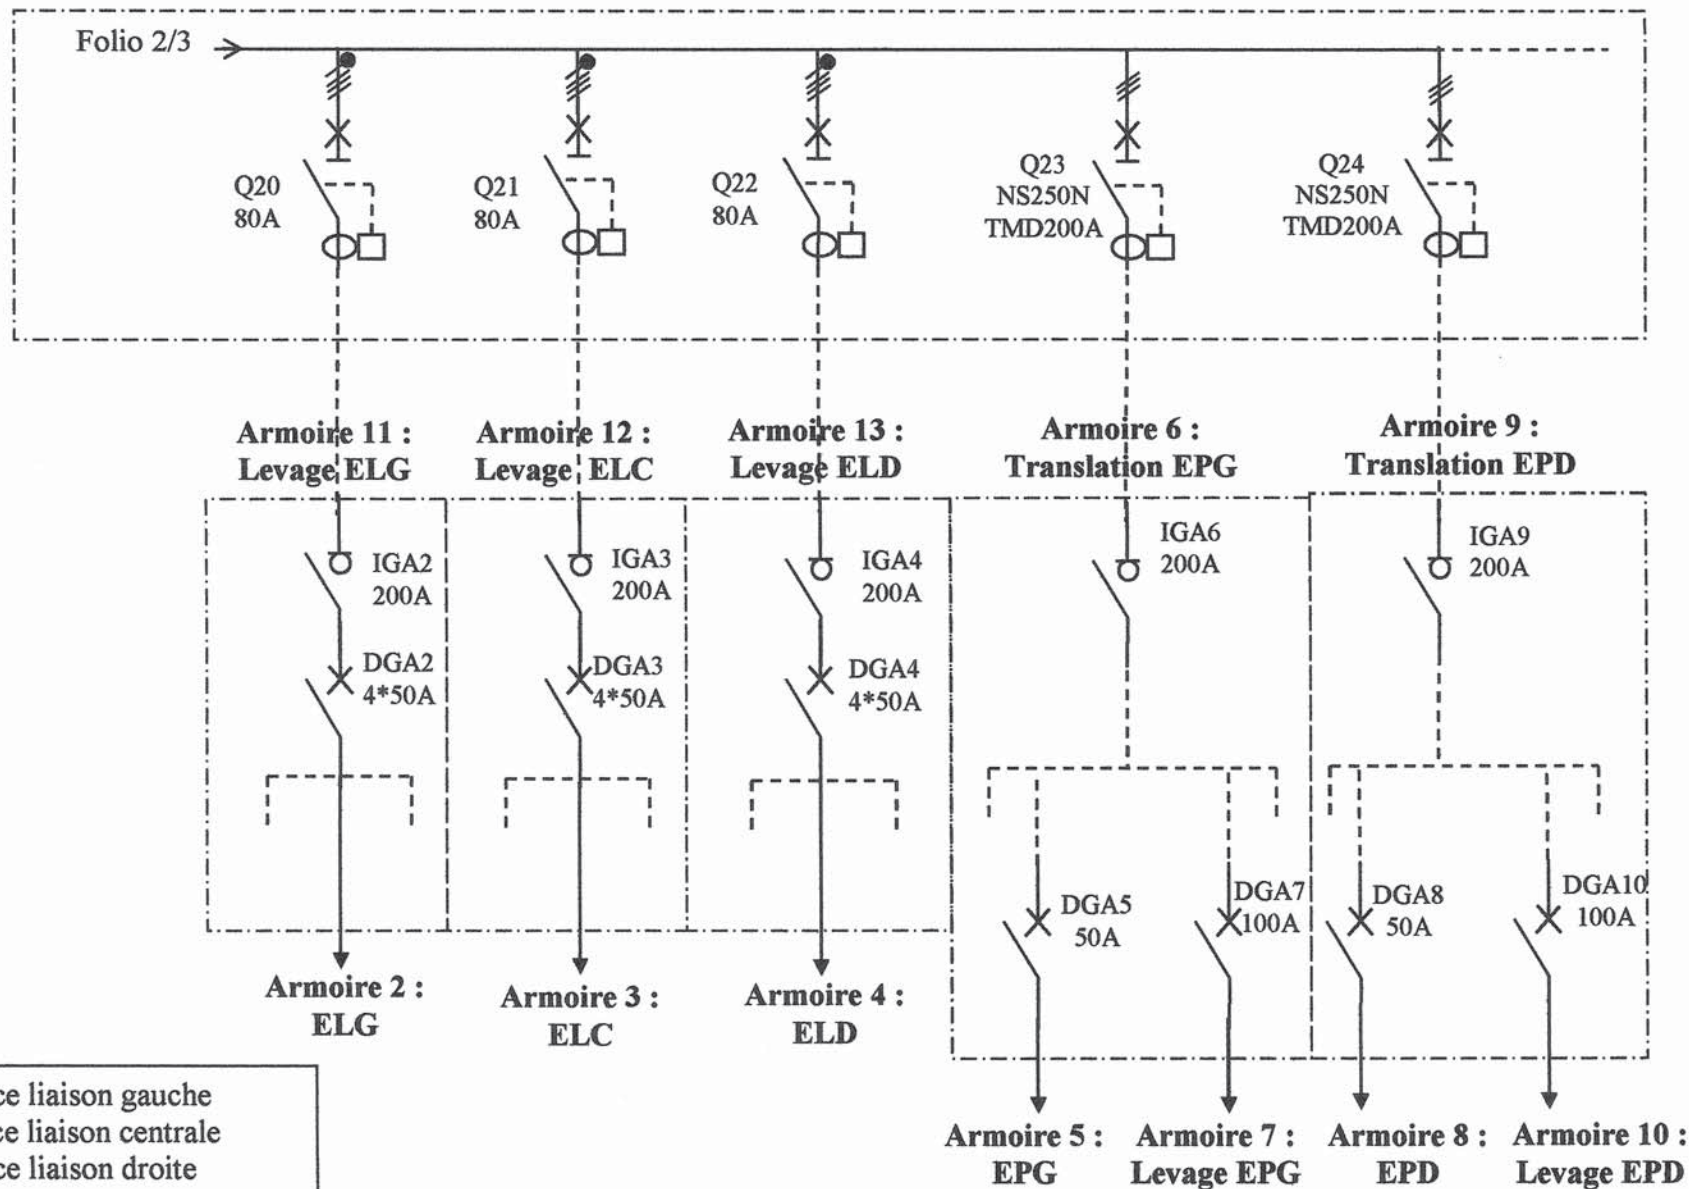 Folio 2/3
Q20
80A
Q21
80A
Q22
80A
Q23
NS250N
TMD200A
Q24
NS250N
TMD200A
Armoire 11 :
Levage ELG
Armoire 12 :
Levage ELC
Armoire 13 :
Levage ELD
Armoire 6 :
Translation EPG
Armoire 9 :
Translation EPD
IGA2
200A
IGA3
200A
IGA4
200A
IGA6
200A
IGA9
200A
DGA2
4*50A
DGA3
4*50A
DGA4
4*50A
DGA5
50A
DGA7
100A
DGA8
50A
DGA10
100A
Armoire 2 :
ELG
Armoire 3 :
ELC
Armoire 4 :
ELD
Armoire 5 :
EPG
Armoire 7 :
Levage EPG
Armoire 8 :
EPD
Armoire 10 :
Levage EPD
ce liaison gauche
ce liaison centrale
ce liaison droite